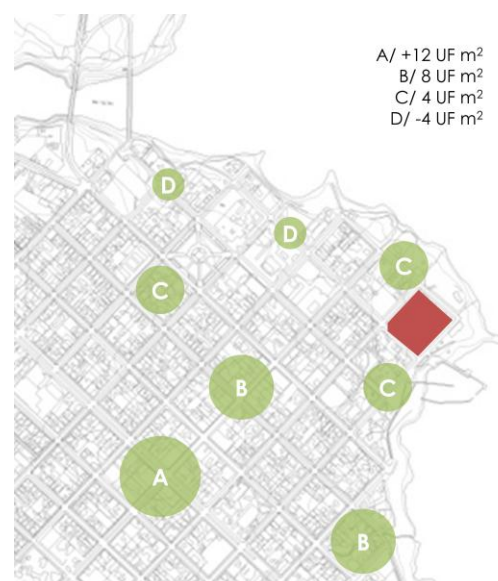 A/ +12 UF m²
B/ 8 UF m²
C/ 4 UF m²
D/ -4 UF m²
D
D
C
C
B
C
A
B